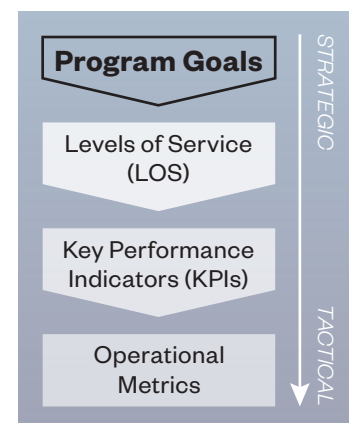 Program Goals
Levels of Service
(LOS)
Key Performance
Indicators (KPIs)
Operational
Metrics
STRATEGIC
TACTICAL